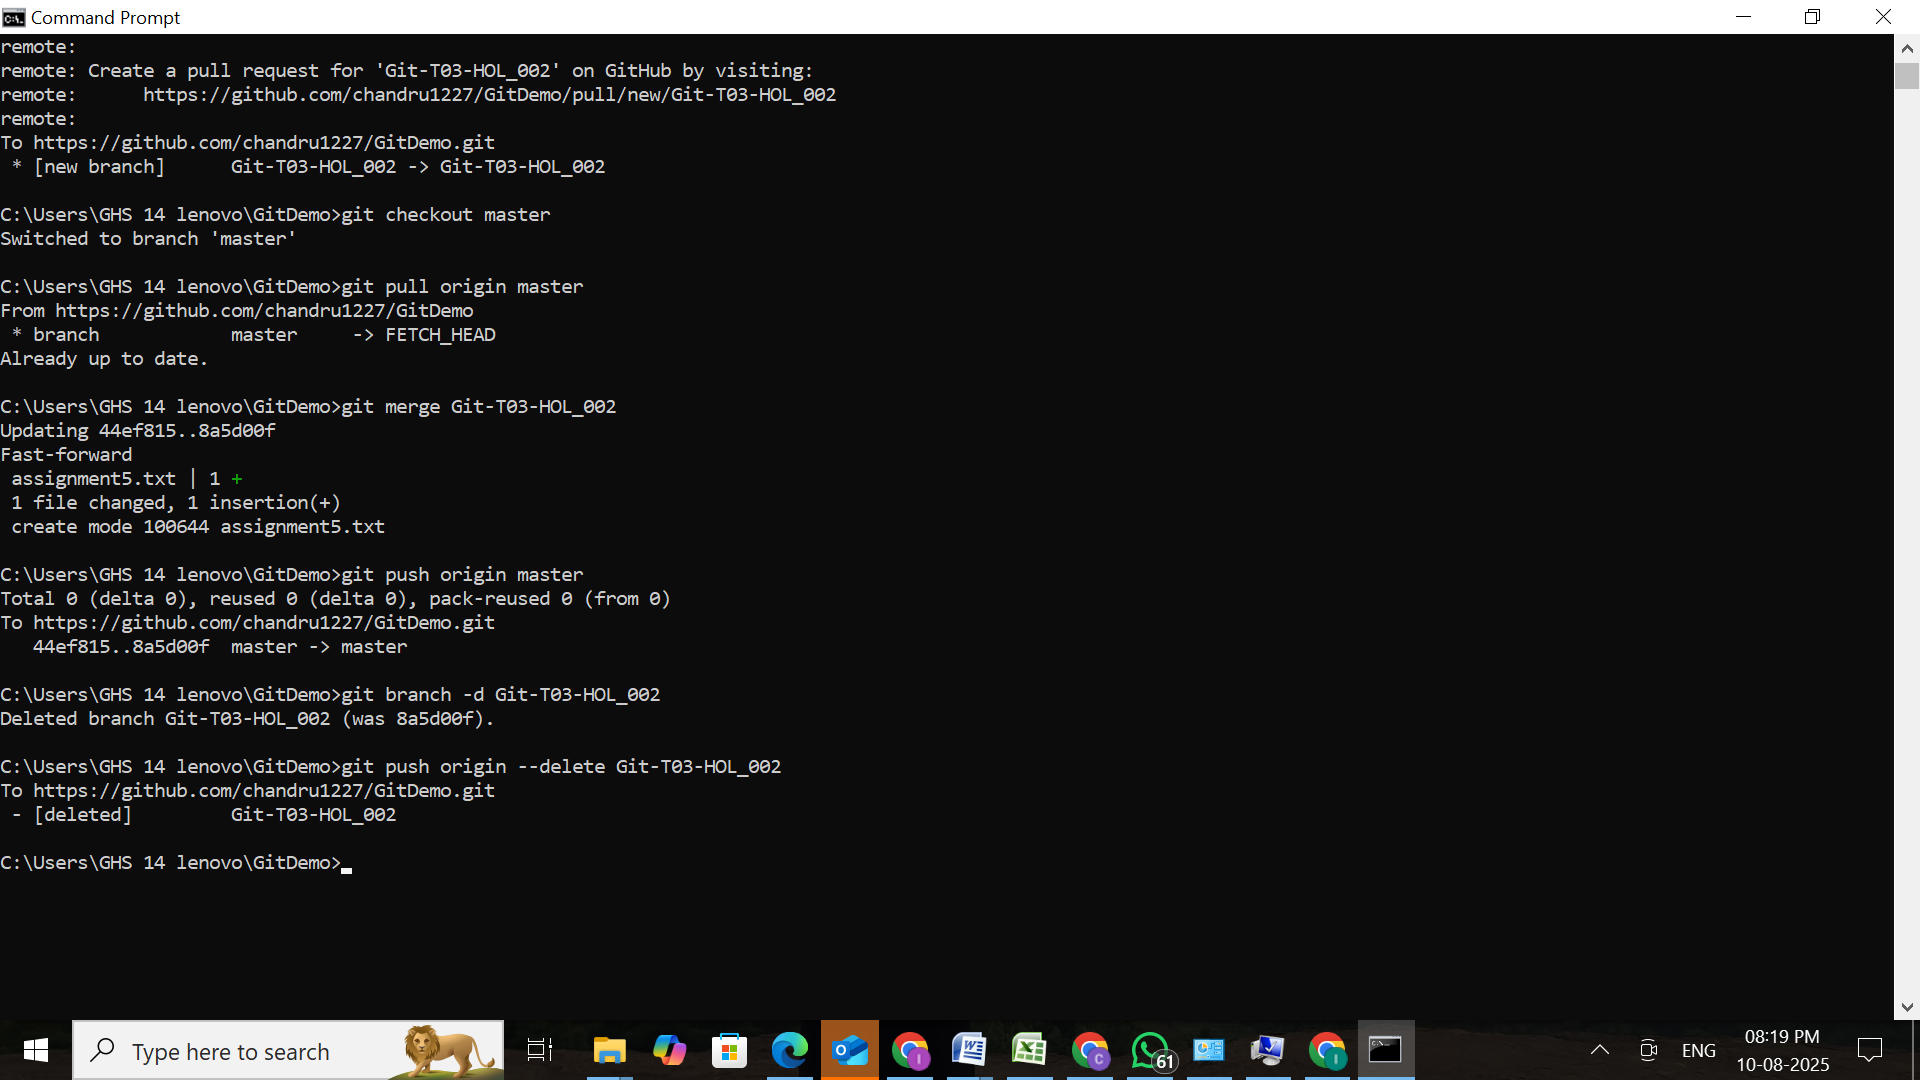 Command Prompt
remote:
remote: Create a pull request for 'Git-T03-HOL_002' on GitHub by visiting:
remote:      https://github.com/chandru1227/GitDemo/pull/new/Git-T03-HOL_002
remote:
To https://github.com/chandru1227/GitDemo.git
 * [new branch]      Git-T03-HOL_002 -> Git-T03-HOL_002
C:\Users\GHS 14 lenovo\GitDemo>git checkout master
Switched to branch 'master'
C:\Users\GHS 14 lenovo\GitDemo>git pull origin master
From https://github.com/chandru1227/GitDemo
 * branch            master     -> FETCH_HEAD
Already up to date.
C:\Users\GHS 14 lenovo\GitDemo>git merge Git-T03-HOL_002
Updating 44ef815..8a5d00f
Fast-forward
 assignment5.txt | 1 +
 1 file changed, 1 insertion(+)
 create mode 100644 assignment5.txt
C:\Users\GHS 14 lenovo\GitDemo>git push origin master
Total 0 (delta 0), reused 0 (delta 0), pack-reused 0 (from 0)
To https://github.com/chandru1227/GitDemo.git
   44ef815..8a5d00f  master -> master
C:\Users\GHS 14 lenovo\GitDemo>git branch -d Git-T03-HOL_002
Deleted branch Git-T03-HOL_002 (was 8a5d00f).
C:\Users\GHS 14 lenovo\GitDemo>git push origin --delete Git-T03-HOL_002
To https://github.com/chandru1227/GitDemo.git
 - [deleted]         Git-T03-HOL_002
C:\Users\GHS 14 lenovo\GitDemo>
Type here to search
61
ENG
08:19 PM
10-08-2025